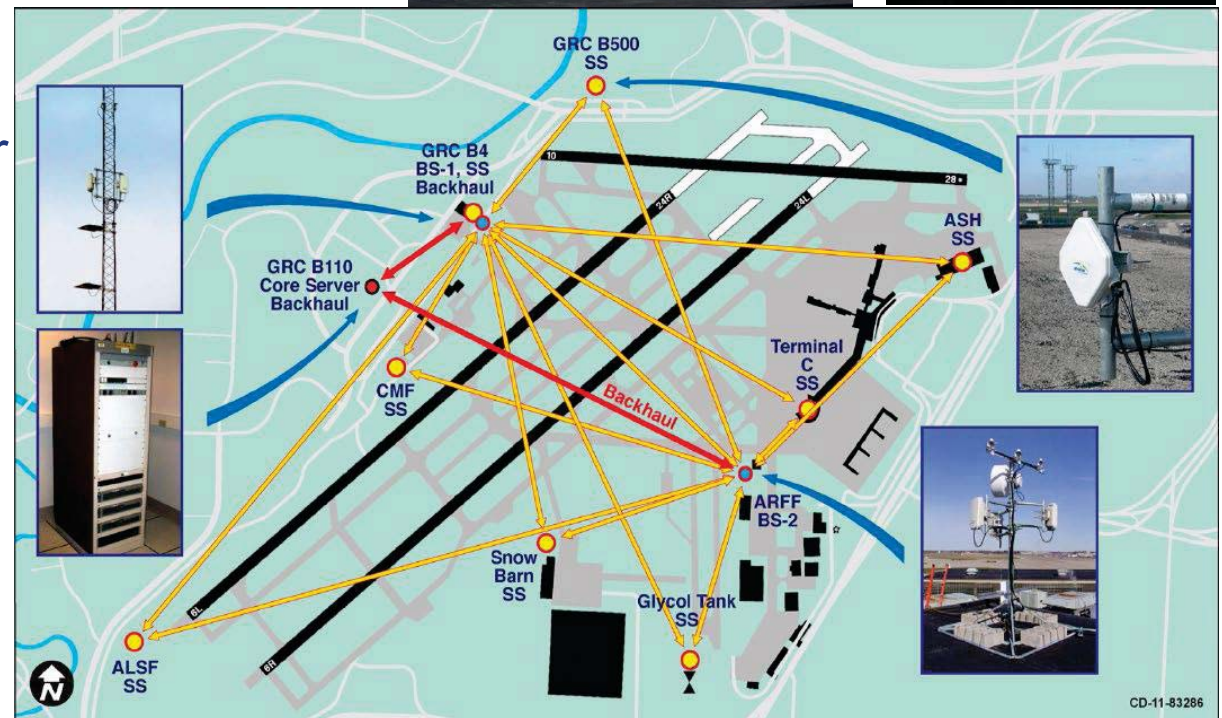 GRC B500
SS
GRC B4
BS-1, SS
Backhaul
10
28
24R
24L
ASH
SS
GRC B110
Core Server
Backhaul
Terminal
C
SS
CMF
SS
Backhaul
ARFF
BS-2
Snow
Barn
SS
Glycol Tank
SS
6L
6R
ALSF
SS
N
CD-11-83286